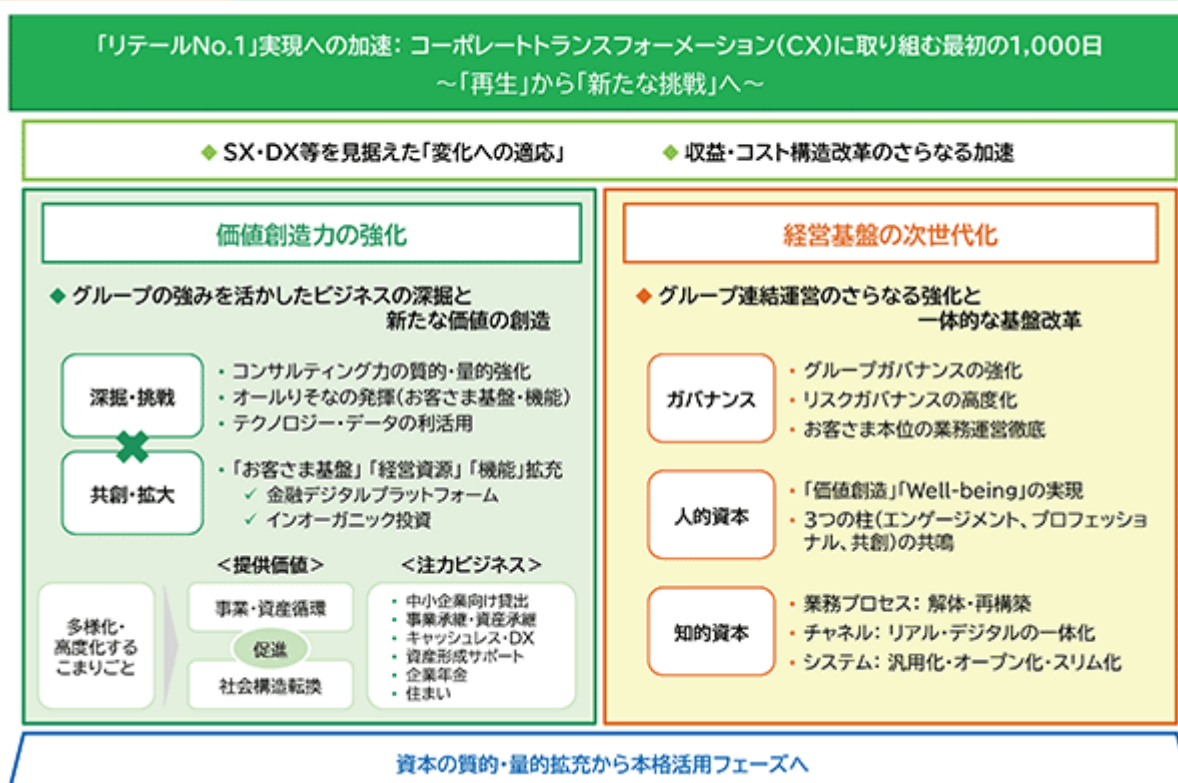 「リテールNo.1」実現への加速: コーポレートトランスフォーメーション(CX)に取り組む最初の1,000日
～「再生」から「新たな挑戦」へ～
❖ SX・DX等を見据えた「変化への適応」
❖ 収益・コスト構造改革のさらなる加速
価値創造力の強化
◆ グループの強みを活かしたビジネスの深掘と
新たな価値の創造
深掘・挑戦
・コンサルティング力の質的・量的強化
・オールりそなの発揮(お客さま基盤・機能)
・テクノロジー・データの利活用
共創・拡大
・「お客さま基盤」「経営資源」「機能」拡充
✓ 金融デジタルプラットフォーム
✓ インオーガニック投資
多様化・
高度化する
こまりごと
＜提供価値＞
事業・資産循環
促進
社会構造転換
＜注力ビジネス＞
・中小企業向け貸出
・事業承継・資産承継
・キャッシュレス・DX
・資産形成サポート
・企業年金
・住まい
経営基盤の次世代化
◆ グループ連結運営のさらなる強化と
一体的な基盤改革
ガバナンス
・グループガバナンスの強化
・リスクガバナンスの高度化
・お客さま本位の業務運営徹底
人的資本
・「価値創造」「Well-being」の実現
・3つの柱(エンゲージメント、プロフェッショ
ナル、共創)の共鳴
知的資本
・業務プロセス: 解体・再構築
・チャネル: リアル・デジタルの一体化
・システム: 汎用化・オープン化・スリム化
資本の質的・量的拡充から本格活用フェーズへ